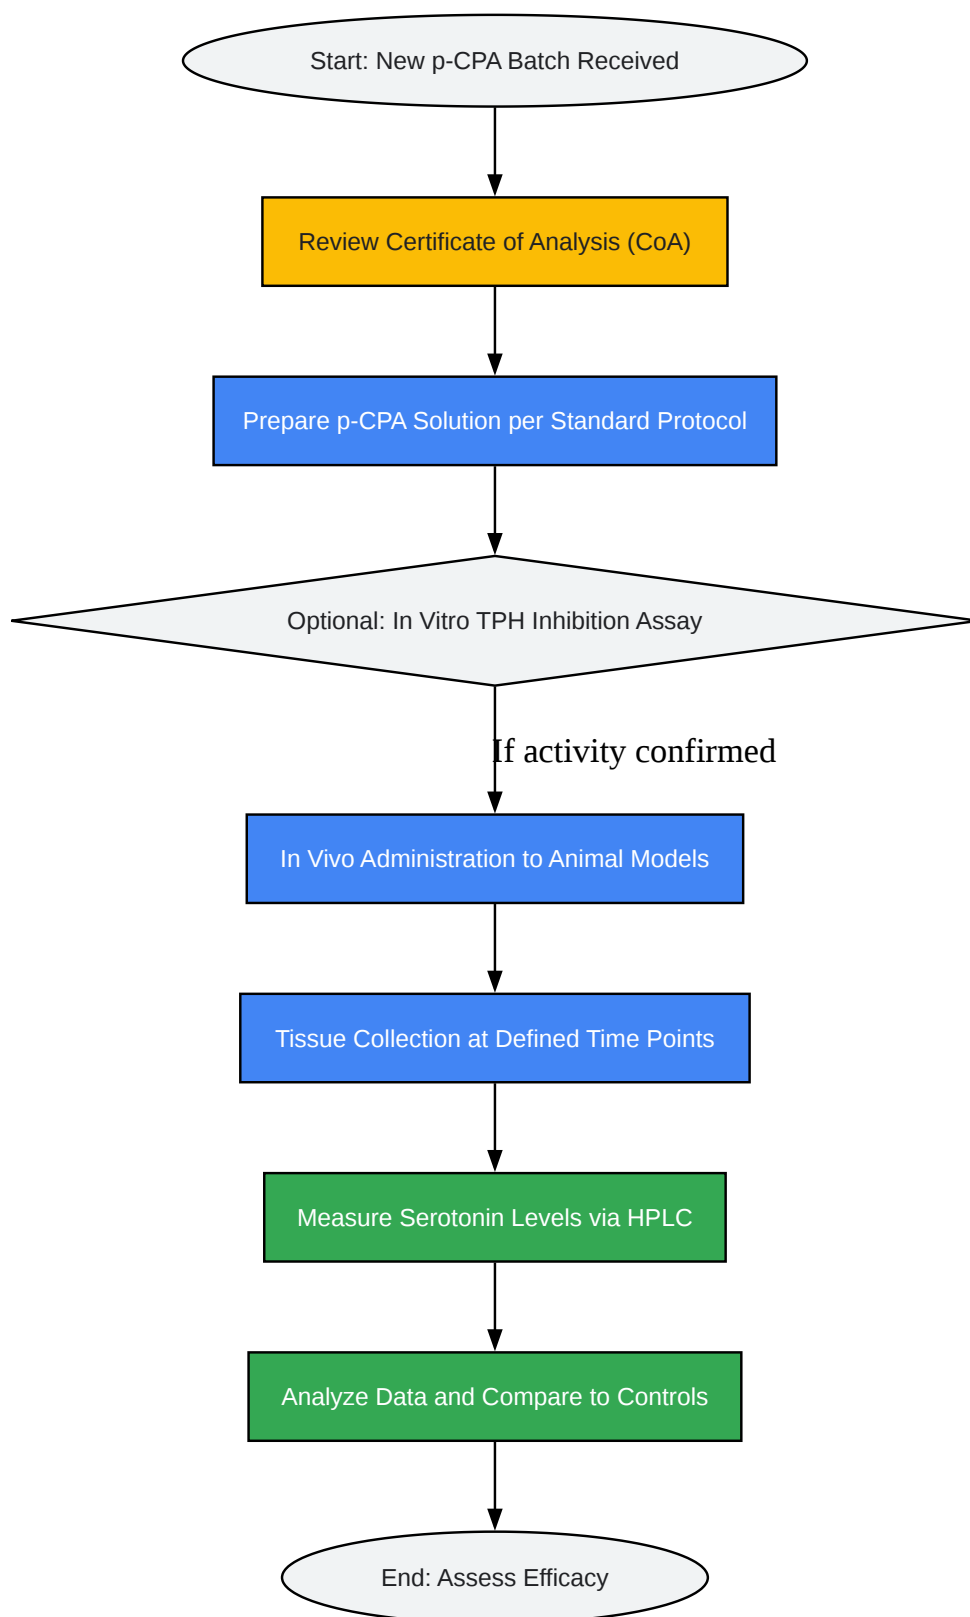 Start: New p-CPA Batch Received
Review Certificate of Analysis (CoA)
Prepare p-CPA Solution per Standard Protocol
Optional: In Vitro TPH Inhibition Assay
If activity confirmed
In Vivo Administration to Animal Models
Tissue Collection at Defined Time Points
Measure Serotonin Levels via HPLC
Analyze Data and Compare to Controls
End: Assess Efficacy